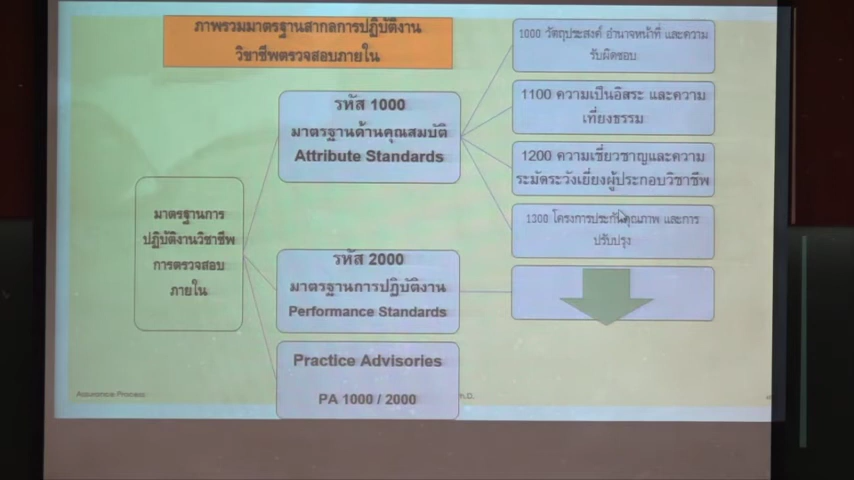 ภาพรวมมาตรฐานสากลการปฏิบัติงาน
วิชาชีพตรวจสอบภายใน
รหัส 1000
มาตรฐานด้านคุณสมบัติ
Attribute Standards
1000 วัตถุประสงค์ อำนาจหน้าที่ และความ
รับผิดชอบ
1100 ความเป็นอิสระ และความ
เที่ยงธรรม
1200 ความเชี่ยวชาญและความ
ระมัดระวังเยี่ยงผู้ประกอบวิชาชีพ
1300 โครงการประกันคุณภาพ และการ
ปรับปรุง
มาตรฐานการ
ปฏิบัติงานวิชาชีพ
การตรวจสอบ
ภายใน
รหัส 2000
มาตรฐานการปฏิบัติงาน
Performance Standards
Practice Advisories
PA 1000 / 2000
Assurance Process
h.D.